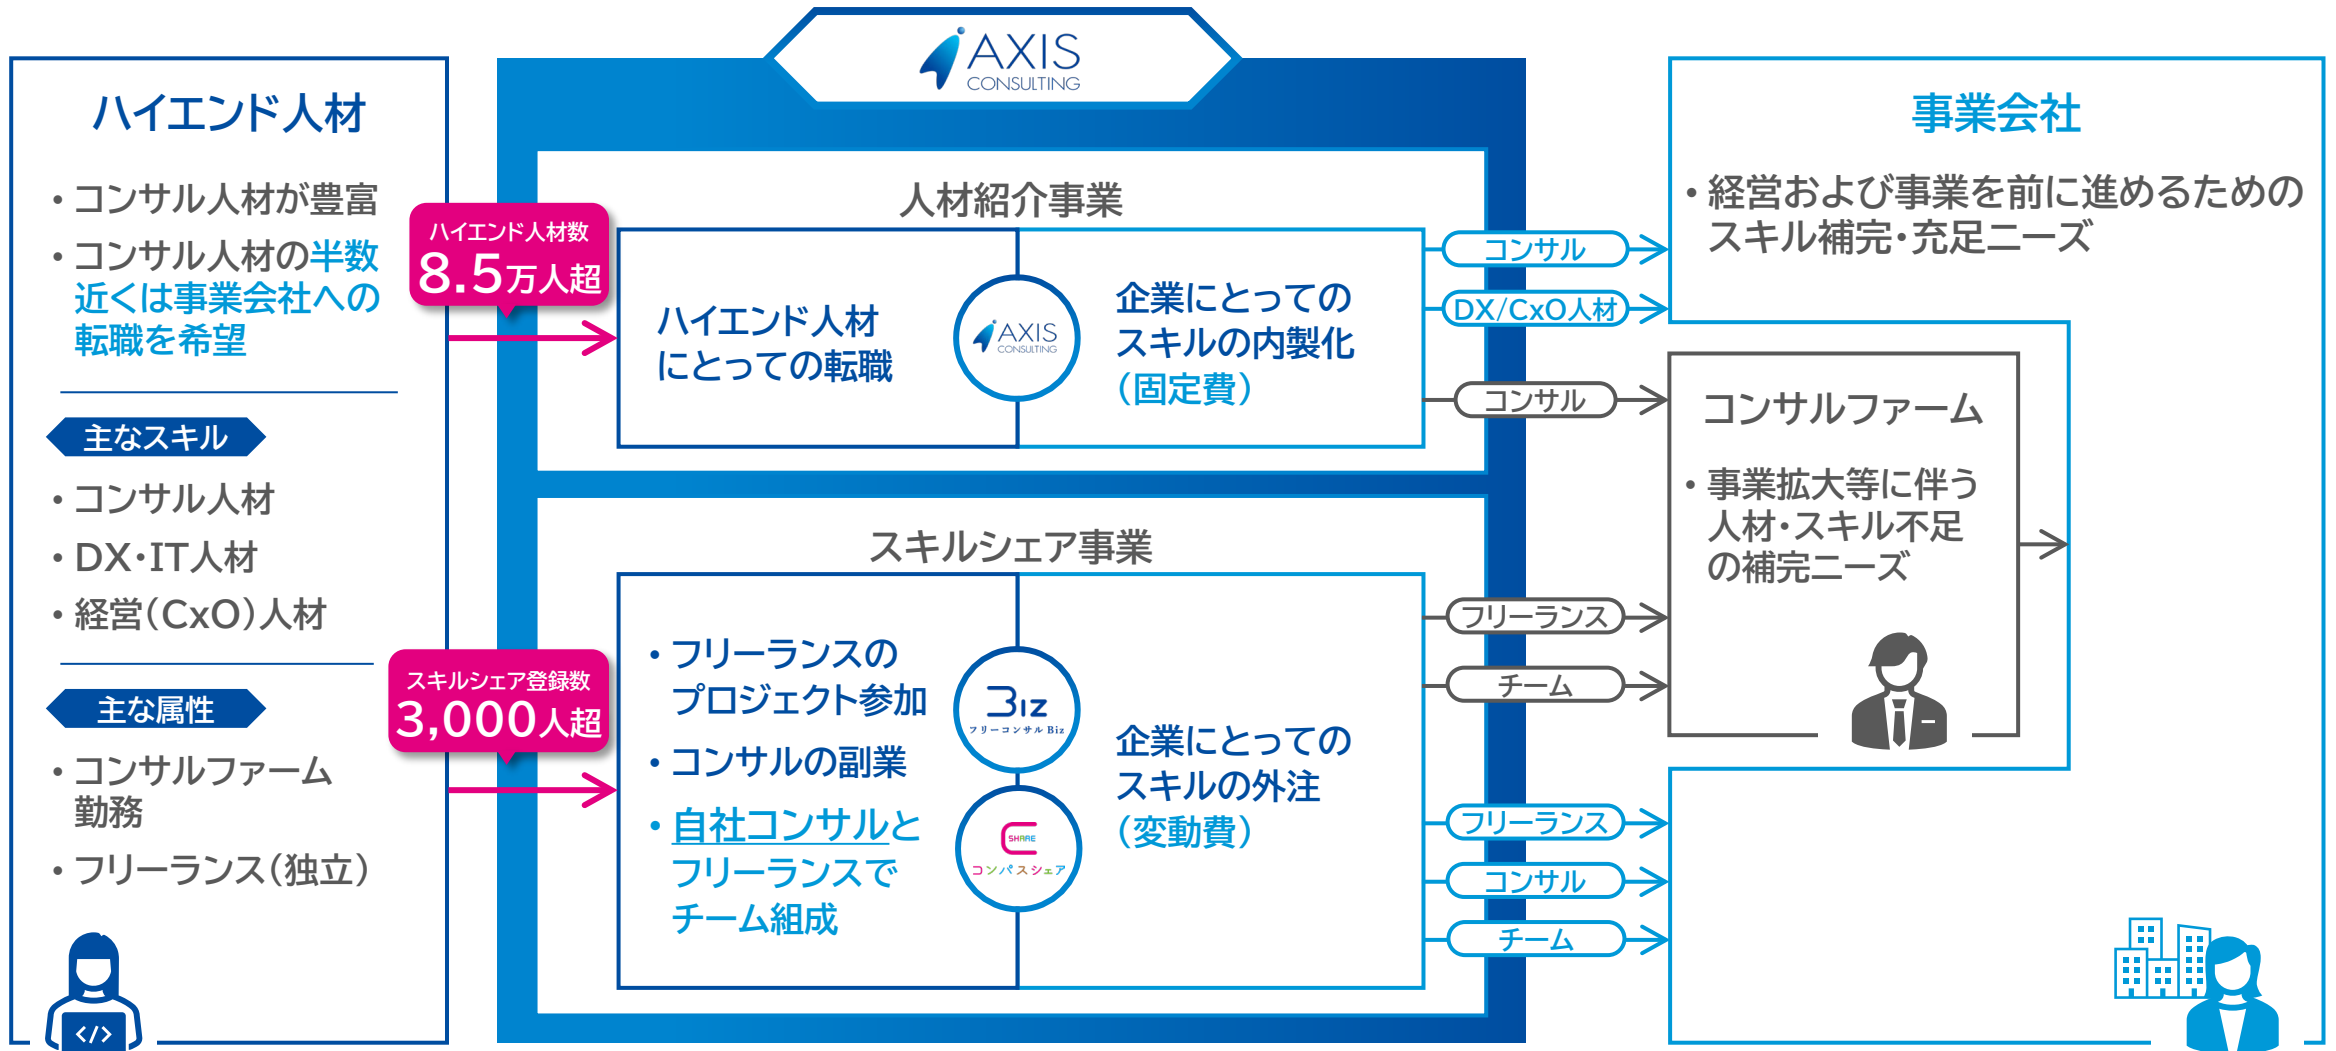 AXIS
CONSULTING
ハイエンド人材
・コンサル人材が豊富
・コンサル人材の半数
近くは事業会社への
転職を希望
主なスキル
・コンサル人材
・DX・IT人材
・経営(CxO)人材
主な属性
・コンサルファーム
勤務
・フリーランス(独立)
</>
ハイエンド人材数
8.5万人超
スキルシェア登録数
3,000人超
人材紹介事業
ハイエンド人材
にとっての転職
AXIS
CONSULTING
企業にとっての
スキルの内製化
(固定費)
スキルシェア事業
・フリーランスの
プロジェクト参加
・コンサルの副業
・自社コンサルと
フリーランスで
チーム組成
Biz
フリーコンサルBiz
SHARE
コンパスシェア
企業にとっての
スキルの外注
(変動費)
コンサル
DX/CxO人材
コンサル
フリーランス
チーム
フリーランス
コンサル
チーム
事業会社
・経営および事業を前に進めるための
スキル補完・充足ニーズ
コンサルファーム
・事業拡大等に伴う
人材・スキル不足
の補完ニーズ